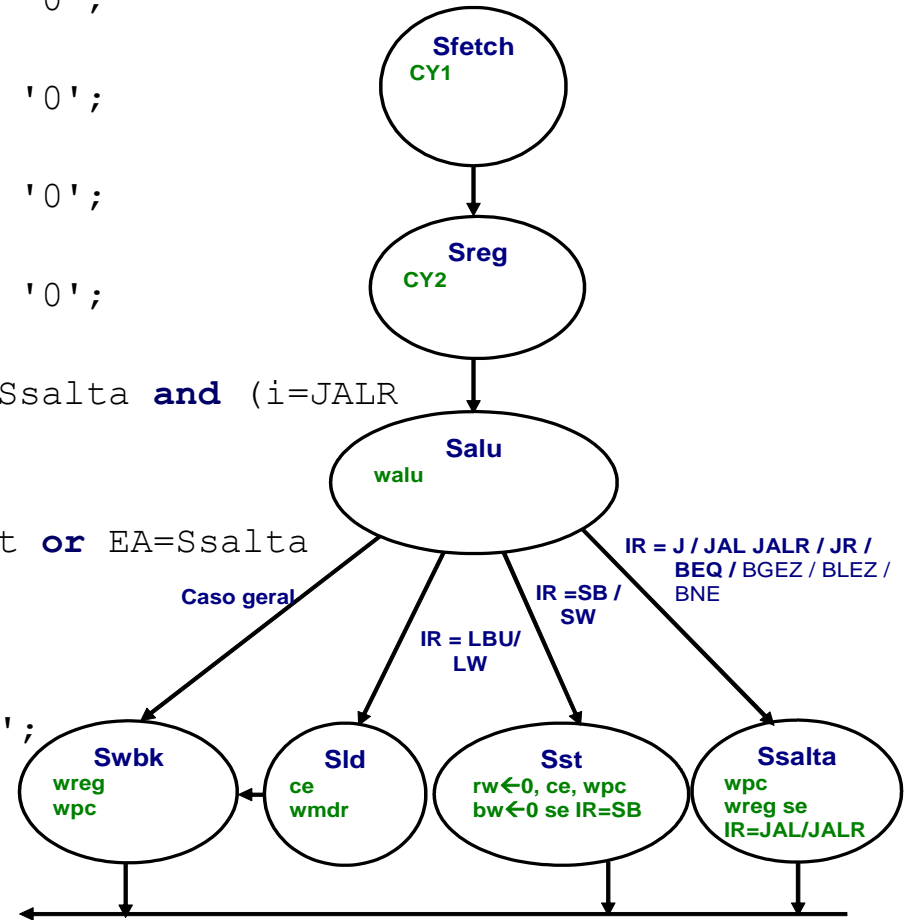 '0';
'0';
'0';
'0';
Ssalta and (i=JALR
t or EA=Ssalta
';
Sfetch
CY1
Sreg
CY2
Salu
walu
Caso geral
IR = LBU/
LW
IR =SB /
SW
IR = J / JAL JALR / JR /
BEQ / BGEZ / BLEZ /
BNE
Swbk
wreg
wpc
Sld
ce
wmdr
Sst
rw←0, ce, wpc
bw←0 se IR=SB
Ssalta
wpc
wreg se
IR=JAL/JALR